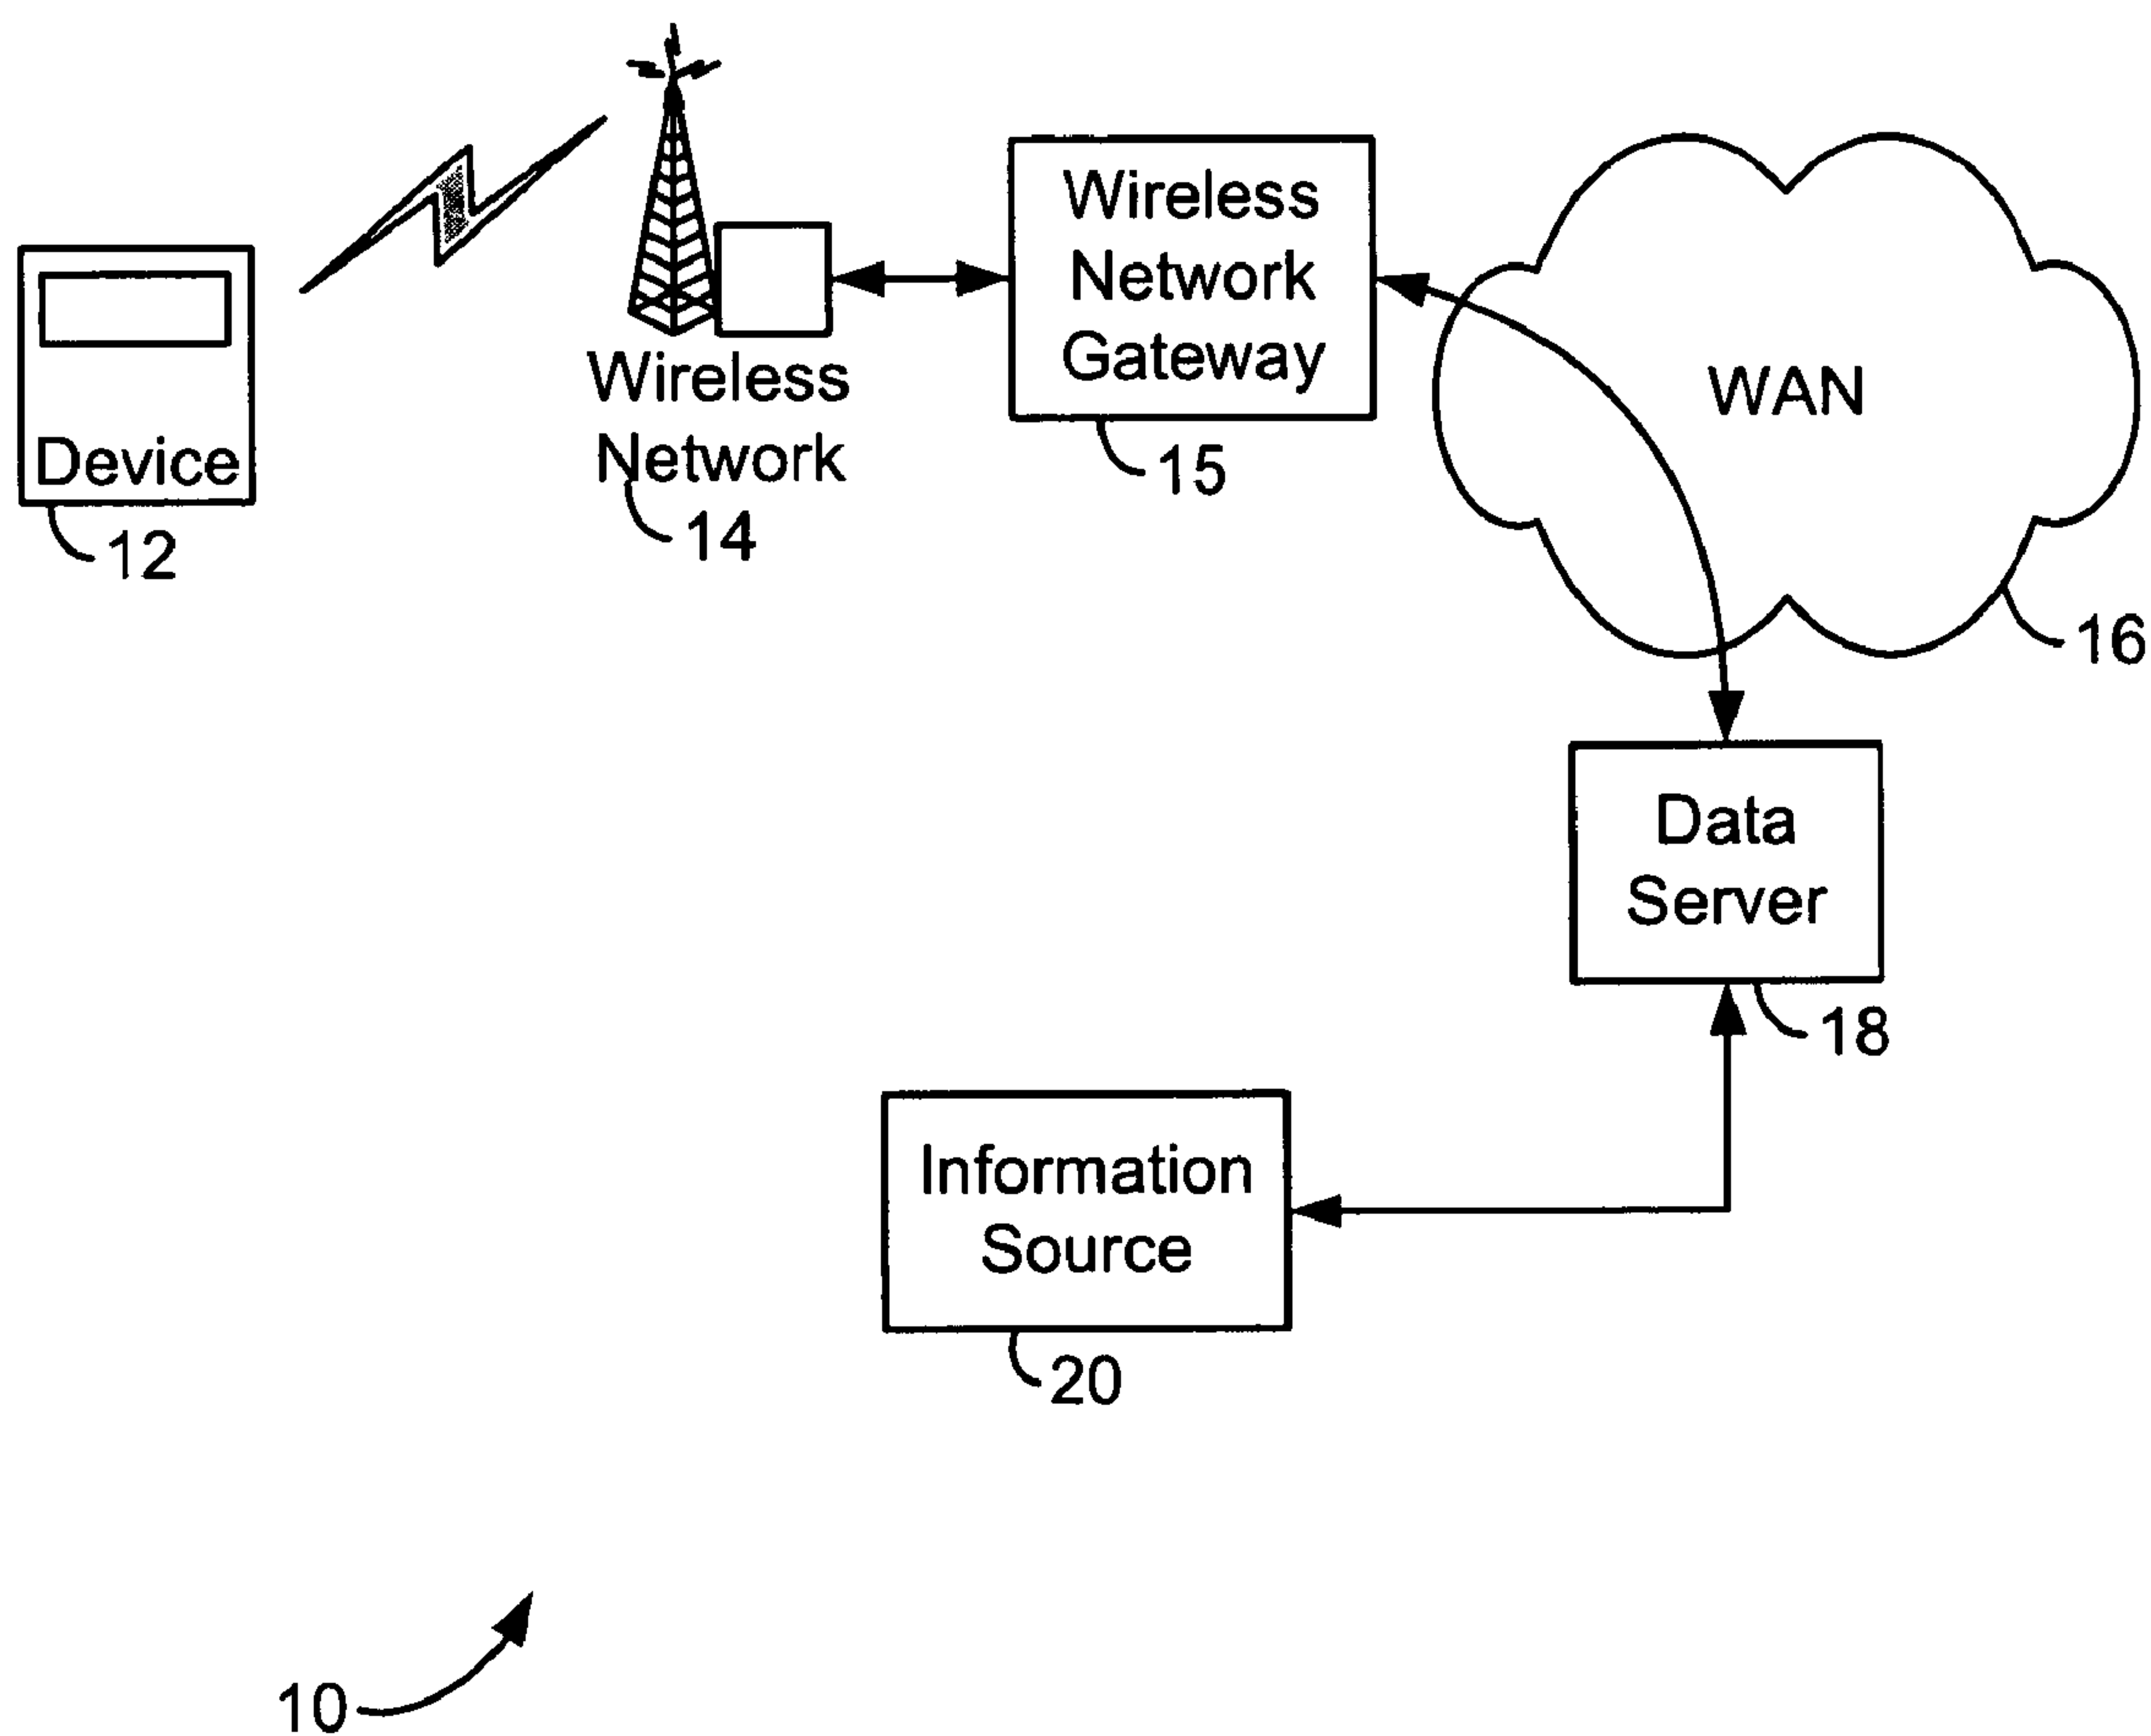 Device
12
Wireless
Network
14
Wireless
Network
Gateway
15
WAN
16
Data
Server
18
Information
Source
20
10